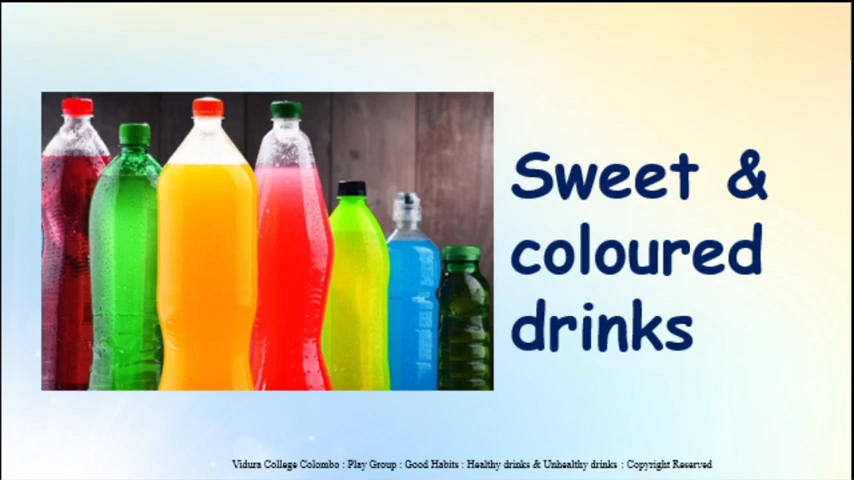 Sweet &
coloured
drinks
Vidura College Colombo : Play Group : Good Habits : Healthy drinks & Unhealthy drinks : Copyright Reserved